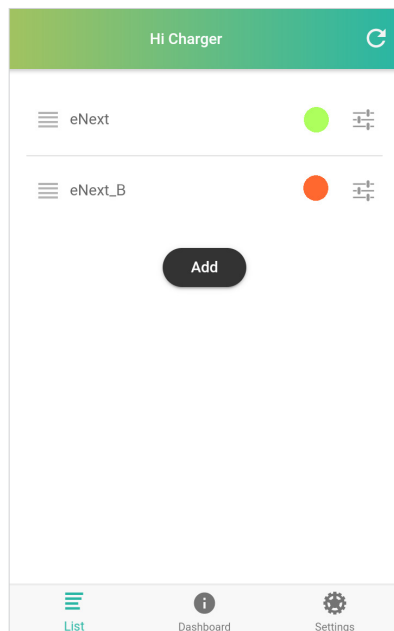 Hi Charger
eNext
eNext_B
Add
List
Dashboard
Settings